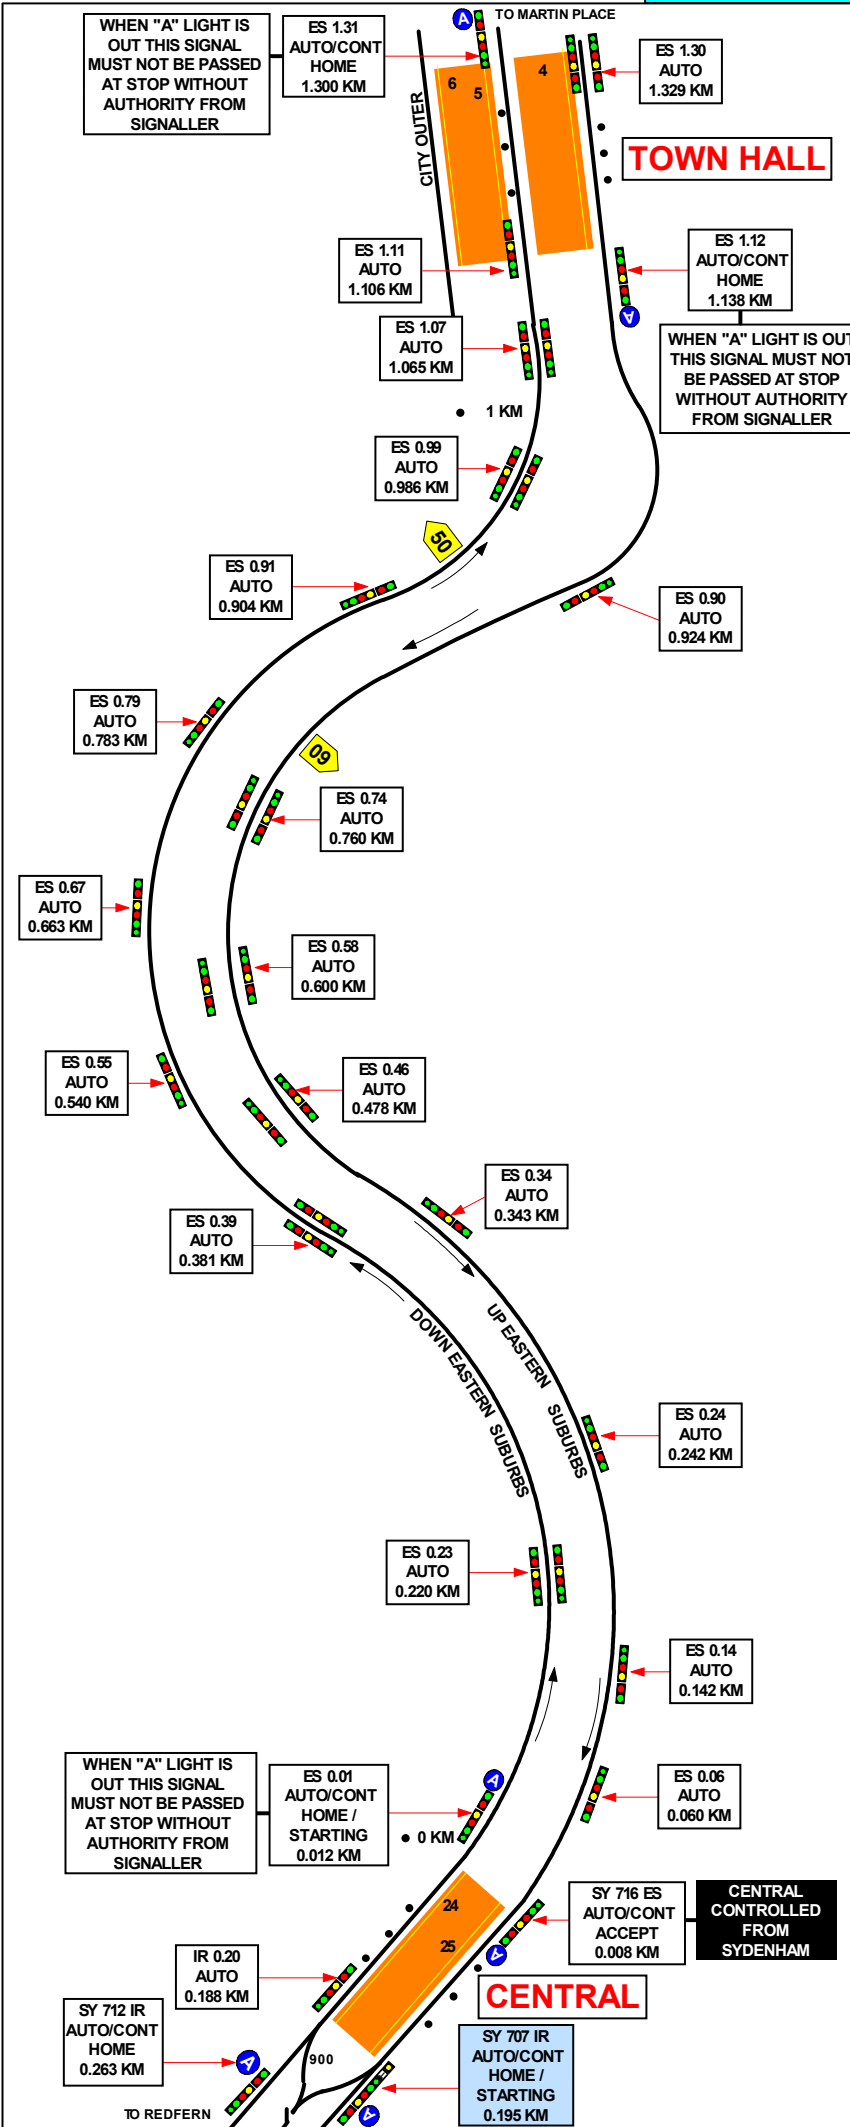 TO MARTIN PLACE
WHEN "A" LIGHT IS
OUT THIS SIGNAL
MUST NOT BE PASSED
AT STOP WITHOUT
AUTHORITY FROM
SIGNALLER
ES 1.31
AUTO/CONT
HOME
1.300 KM
A
6
5
4
ES 1.30
AUTO
1.329 KM
CITY OUTER
TOWN HALL
ES 1.11
AUTO
1.106 KM
ES 1.12
AUTO/CONT
HOME
1.138 KM
A
WHEN "A" LIGHT IS OUT
THIS SIGNAL MUST NOT
BE PASSED AT STOP
WITHOUT AUTHORITY
FROM SIGNALLER
ES 1.07
AUTO
1.065 KM
1 KM
ES 0.99
AUTO
0.986 KM
50
ES 0.91
AUTO
0.904 KM
ES 0.90
AUTO
0.924 KM
ES 0.79
AUTO
0.783 KM
60
ES 0.74
AUTO
0.760 KM
ES 0.67
AUTO
0.663 KM
ES 0.58
AUTO
0.600 KM
ES 0.55
AUTO
0.540 KM
ES 0.46
AUTO
0.478 KM
ES 0.34
AUTO
0.343 KM
ES 0.39
AUTO
0.381 KM
DOWN EASTERN SUBURBS
UP EASTERN SUBURBS
ES 0.24
AUTO
0.242 KM
ES 0.23
AUTO
0.220 KM
ES 0.14
AUTO
0.142 KM
WHEN "A" LIGHT IS
OUT THIS SIGNAL
MUST NOT BE PASSED
AT STOP WITHOUT
AUTHORITY FROM
SIGNALLER
ES 0.01
AUTO/CONT
HOME /
STARTING
0.012 KM
A
ES 0.06
AUTO
0.060 KM
0 KM
24
25
SY 716 ES
AUTO/CONT
ACCEPT
0.008 KM
CENTRAL
CONTROLLED
FROM
SYDENHAM
A
IR 0.20
AUTO
0.188 KM
CENTRAL
SY 712 IR
AUTO/CONT
HOME
0.263 KM
A
900
SY 707 IR
AUTO/CONT
HOME /
STARTING
0.195 KM
A
TO REDFERN